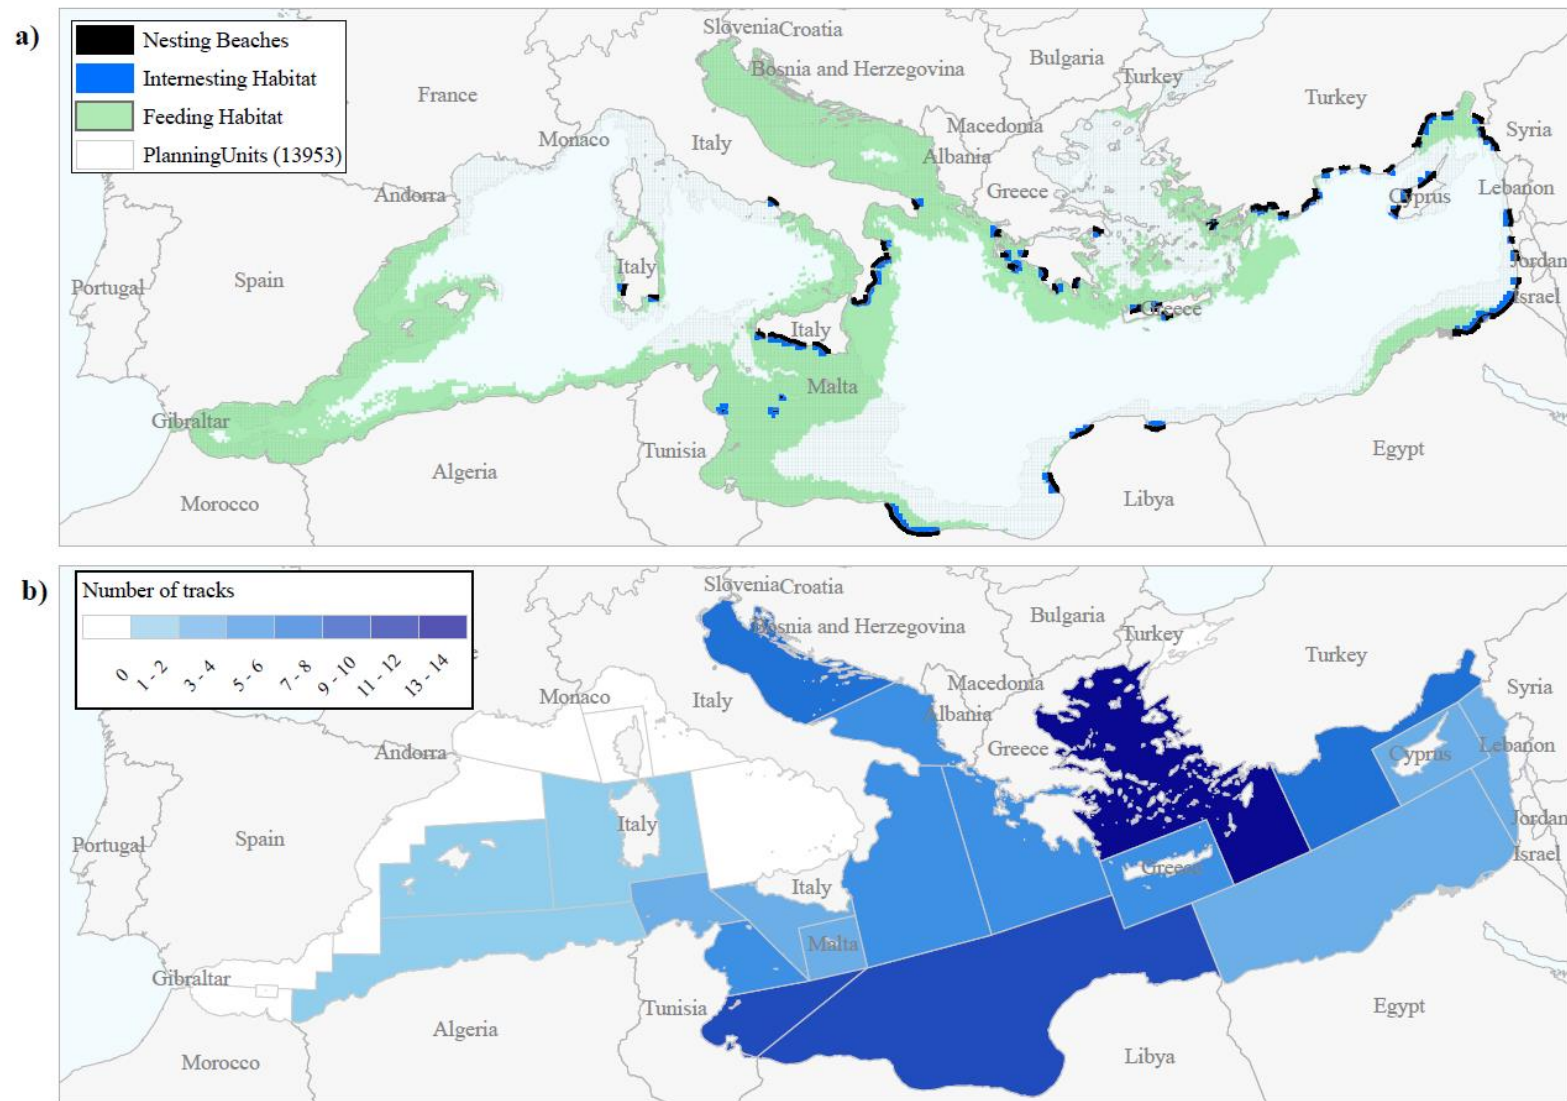 a)
Nesting Beaches
Internesting Habitat
Feeding Habitat
PlanningUnits (13953)
Slovenia
Croatia
Bosnia and Herzegovina
Bulgaria
Turkey
Turkey
France
Monaco
Italy
Macedonia
Albania
Syria
Andorra
Greece
Cyprus
Lebanon
Portugal
Spain
Italy
Jordan
Israel
Italy
Greece
Malta
Gibraltar
Tunisia
Algeria
Egypt
Morocco
Libya
b)
Number of tracks
0
1 - 2
3 - 4
5 - 6
7 - 8
9 - 10
11 - 12
13 - 14
Slovenia
Croatia
Bosnia and Herzegovina
Bulgaria
Turkey
Turkey
Monaco
Italy
Macedonia
Albania
Syria
Andorra
Greece
Cyprus
Lebanon
Portugal
Spain
Italy
Jordan
Israel
Italy
Greece
Malta
Gibraltar
Tunisia
Algeria
Egypt
Morocco
Libya